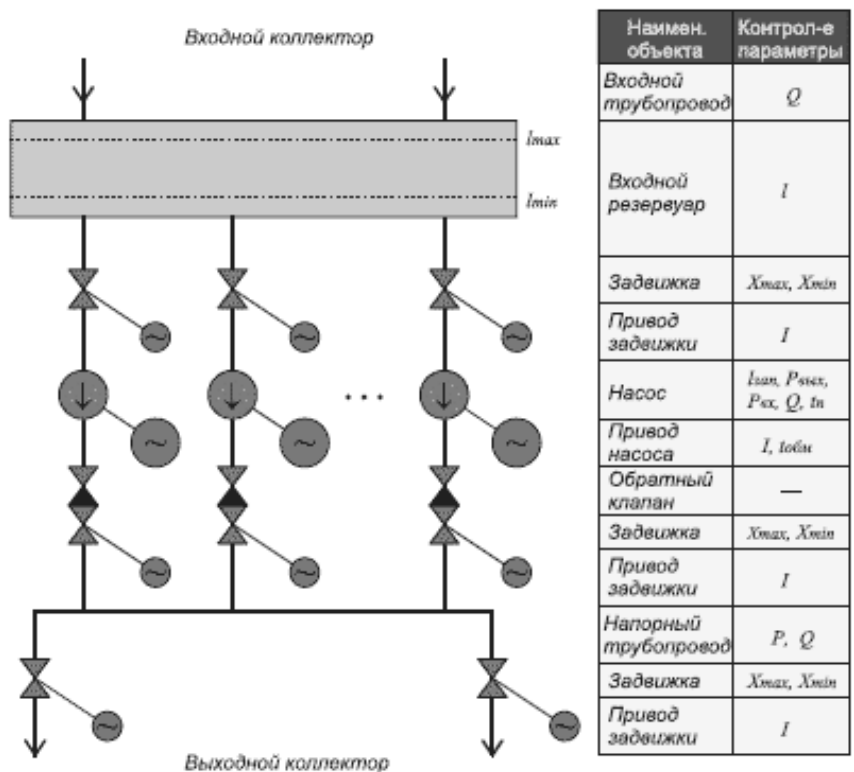 Входной коллектор
lmax
lmin
...
Выходной коллектор
Наимен. объекта Контрол-е параметры
Входной трубопровод Q
Входной резервуар l
Задвижка Xmax, Xmin
Привод задвижки I
Насос lзап, Pвых, Pвх, Q, tп
Привод насоса I, tобм
Обратный клапан —
Задвижка Xmax, Xmin
Привод задвижки I
Напорный трубопровод P, Q
Задвижка Xmax, Xmin
Привод задвижки I